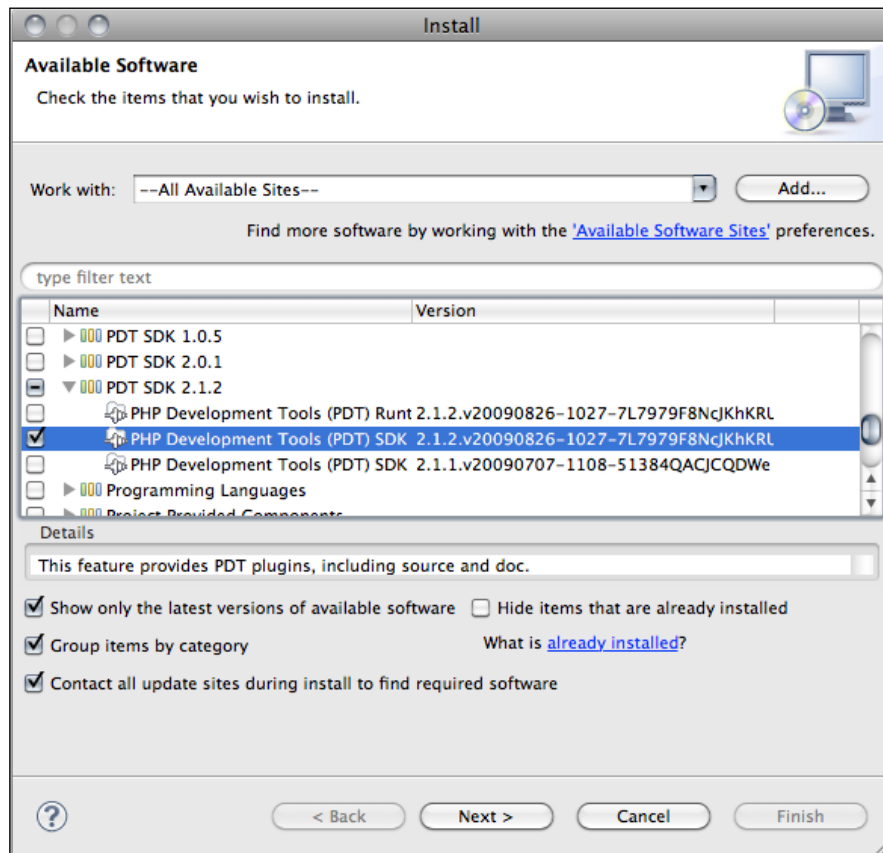 Install
Available Software
Check the items that you wish to install.
Work with: --All Available Sites-- Add...
Find more software by working with the 'Available Software Sites' preferences.
type filter text
Name Version
PDT SDK 1.0.5
PDT SDK 2.0.1
PDT SDK 2.1.2
PHP Development Tools (PDT) Runt 2.1.2.v20090826-1027-7L7979F8NcJKhKRU
PHP Development Tools (PDT) SDK 2.1.2.v20090826-1027-7L7979F8NcJKhKRU
PHP Development Tools (PDT) SDK 2.1.1.v20090707-1108-51384QACJCQDWe
Programming Languages
Project Provided Components
Details
This feature provides PDT plugins, including source and doc.
Show only the latest versions of available software Hide items that are already installed
Group items by category What is already installed?
Contact all update sites during install to find required software
? < Back Next > Cancel Finish